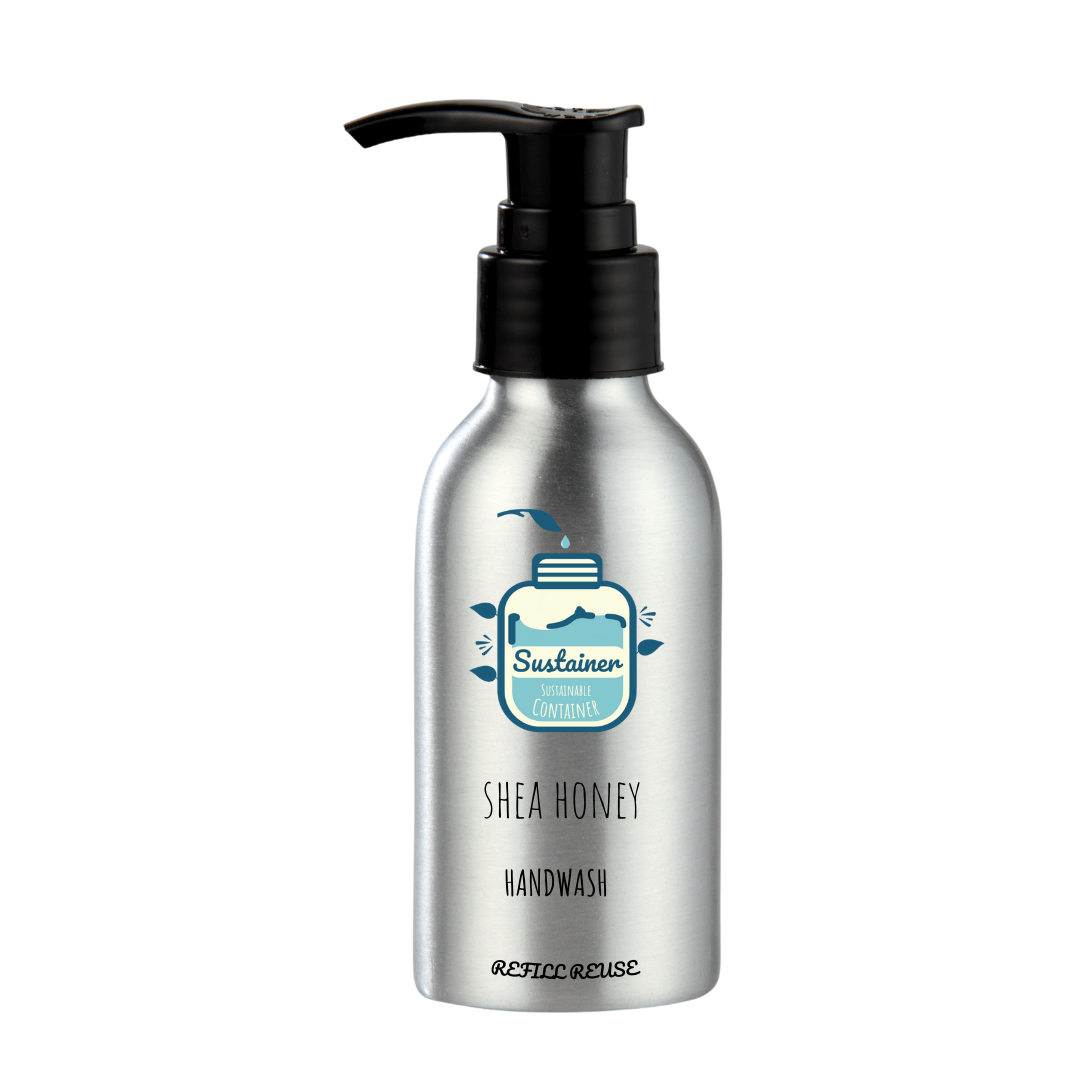 Sustainer
SUSTAINABLE
CONTAINER
SHEA HONEY
HANDWASH
REFILL REUSE